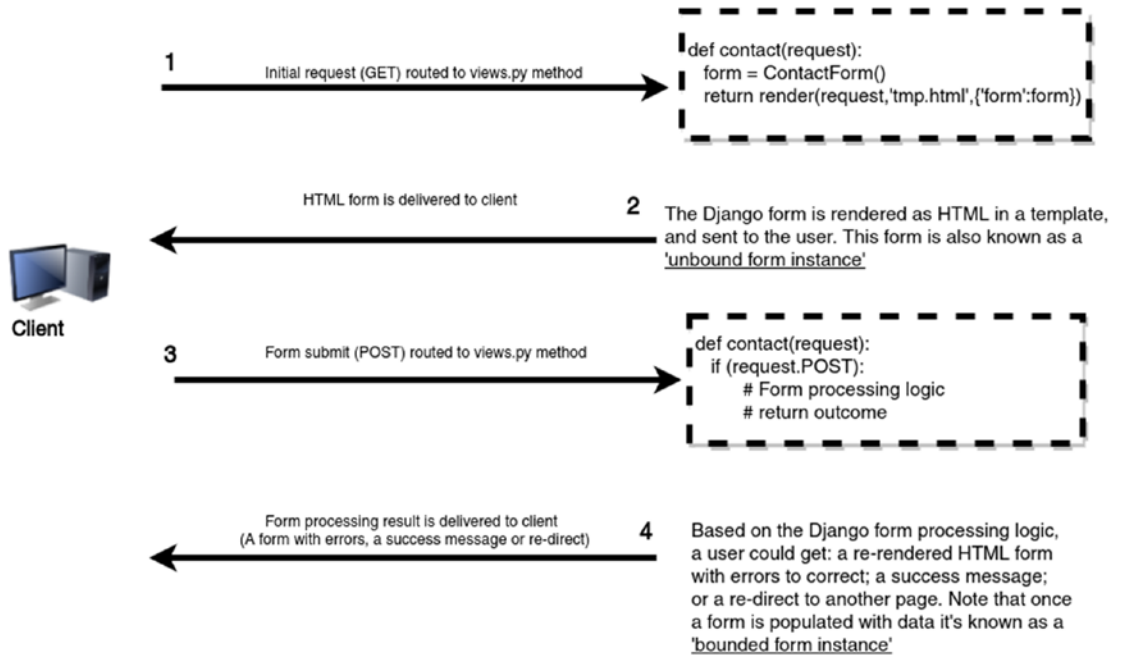 1
Initial request (GET) routed to views.py method
def contact(request):
form = ContactForm()
return render(request,'tmp.html',{'form':form})
HTML form is delivered to client
2
The Django form is rendered as HTML in a template,
and sent to the user. This form is also known as a
'unbound form instance'
Client
3
Form submit (POST) routed to views.py method
def contact(request):
if (request.POST):
# Form processing logic
# return outcome
Form processing result is delivered to client
(A form with errors, a success message or re-direct)
4
Based on the Django form processing logic,
a user could get: a re-rendered HTML form
with errors to correct; a success message;
or a re-direct to another page. Note that once
a form is populated with data it's known as a
'bounded form instance'